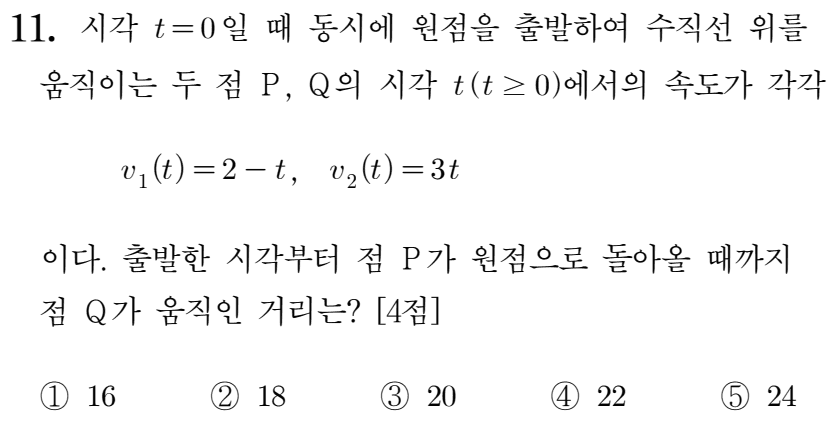 11. 시각 t=0일 때 동시에 원점을 출발하여 수직선 위를
움직이는 두 점 P, Q의 시각 t(t ≥ 0)에서의 속도가 각각
v₁(t) = 2 − t, v₂(t) = 3t
이다. 출발한 시각부터 점 P가 원점으로 돌아올 때까지
점 Q가 움직인 거리는? [4점]
① 16 ② 18 ③ 20 ④ 22 ⑤ 24